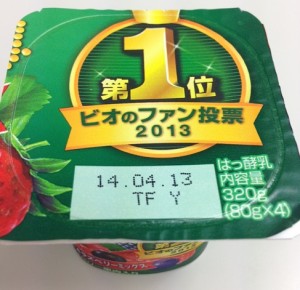 第1位
ビオのファン投票
2013
14.04.13
TF Y
はっ酵乳
内容量
320g
(80g×4)